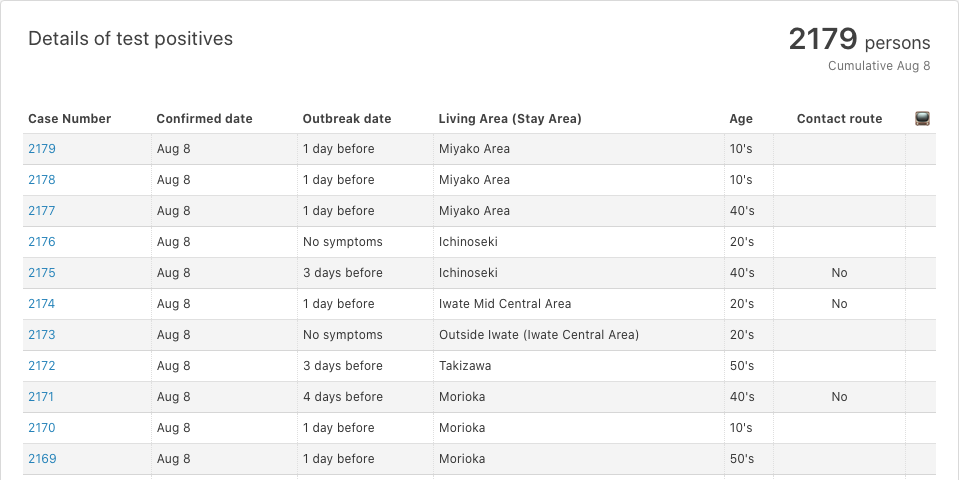 Details of test positives
2179 persons
Cumulative Aug 8
Case Number Confirmed date Outbreak date Living Area (Stay Area) Age Contact route
2179 Aug 8 1 day before Miyako Area 10's
2178 Aug 8 1 day before Miyako Area 10's
2177 Aug 8 1 day before Miyako Area 40's
2176 Aug 8 No symptoms Ichinoseki 20's
2175 Aug 8 3 days before Ichinoseki 40's No
2174 Aug 8 1 day before Iwate Mid Central Area 20's No
2173 Aug 8 No symptoms Outside Iwate (Iwate Central Area) 20's
2172 Aug 8 3 days before Takizawa 50's
2171 Aug 8 4 days before Morioka 40's No
2170 Aug 8 1 day before Morioka 10's
2169 Aug 8 1 day before Morioka 50's